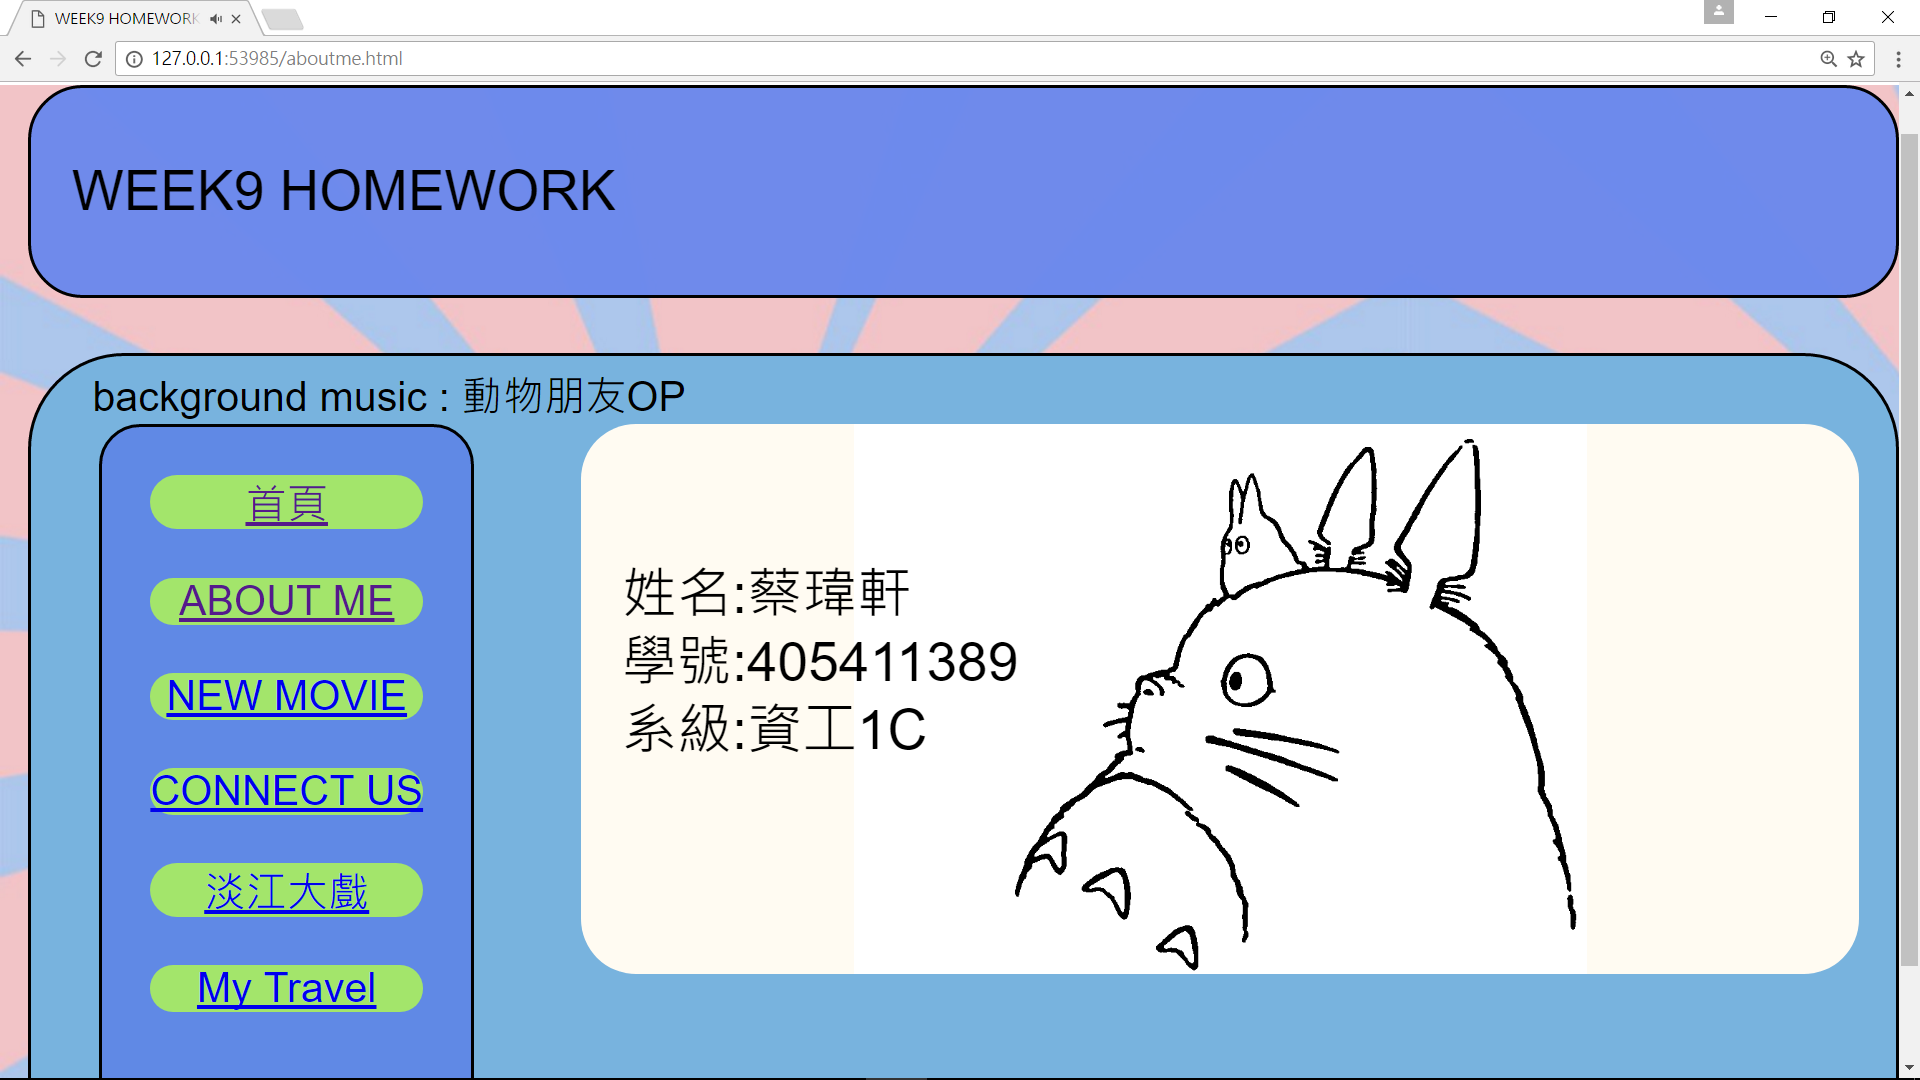 WEEK9 HOMEWORK
127.0.0.1:53985/aboutme.html
WEEK9 HOMEWORK
background music : 動物朋友OP
首頁
ABOUT ME
NEW MOVIE
CONNECT US
淡江大戲
My Travel
姓名:蔡瑋軒
學號:405411389
系級:資工1C